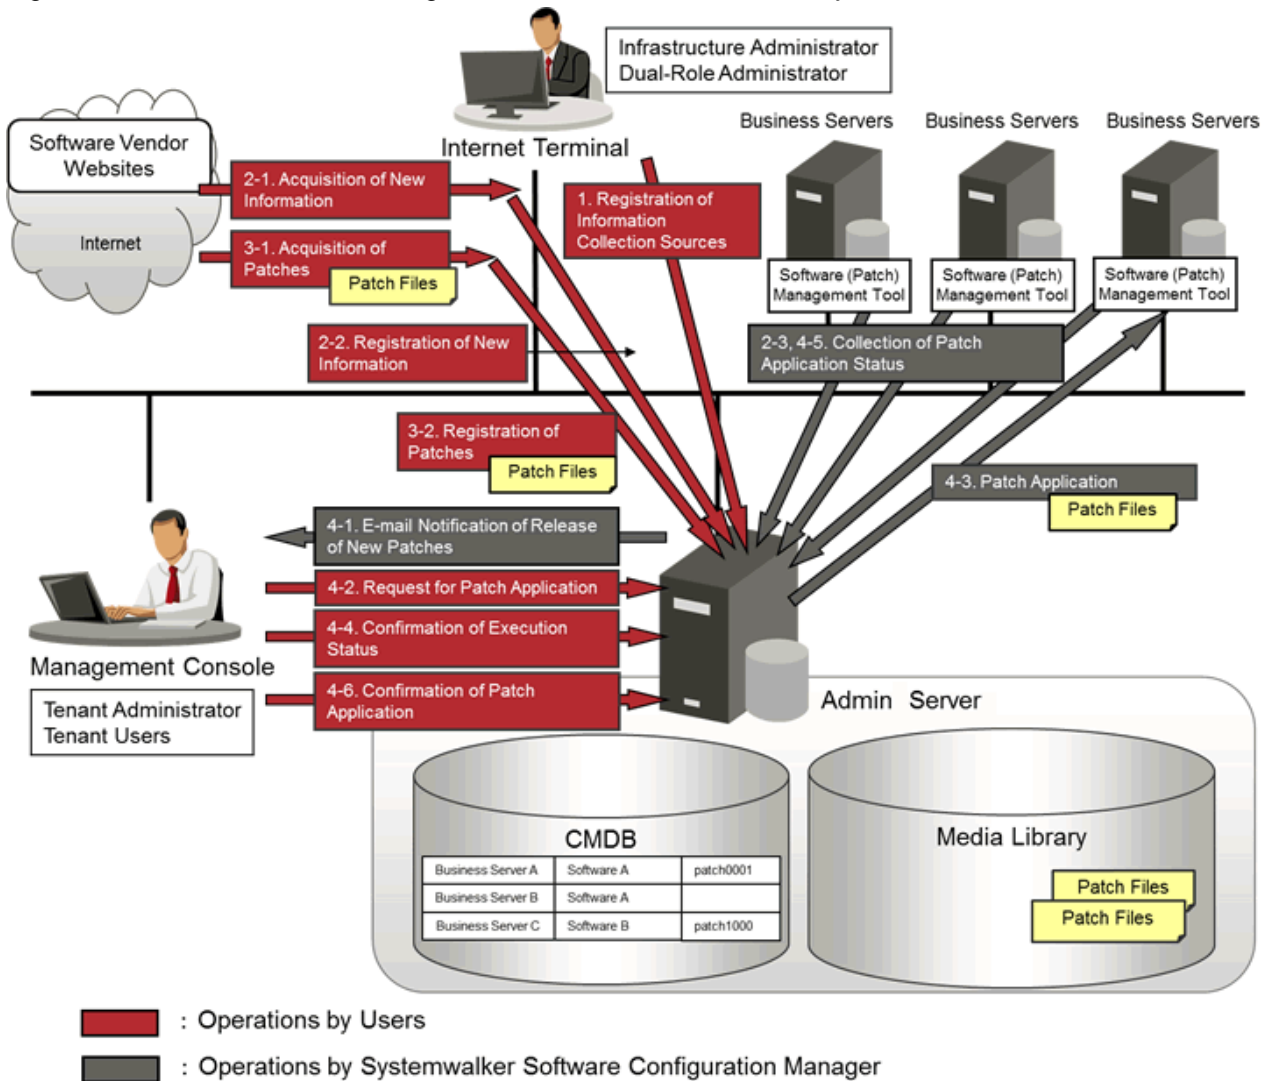 Infrastructure Administrator
Dual-Role Administrator
Internet Terminal
Business Servers
Business Servers
Business Servers
Software Vendor
Websites
Internet
2-1. Acquisition of New
Information
3-1. Acquisition of
Patches
Patch Files
1. Registration of
Information
Collection Sources
Software (Patch)
Management Tool
Software (Patch)
Management Tool
Software (Patch)
Management Tool
2-2. Registration of New
Information
2-3, 4-5. Collection of Patch
Application Status
3-2. Registration of
Patches
Patch Files
4-3. Patch Application
Patch Files
4-1. E-mail Notification of Release
of New Patches
4-2. Request for Patch Application
4-4. Confirmation of Execution
Status
4-6. Confirmation of Patch
Application
Management Console
Tenant Administrator
Tenant Users
Admin Server
CMDB
Business Server A Software A patch0001
Business Server B Software A
Business Server C Software B patch1000
Media Library
Patch Files
Patch Files
: Operations by Users
: Operations by Systemwalker Software Configuration Manager